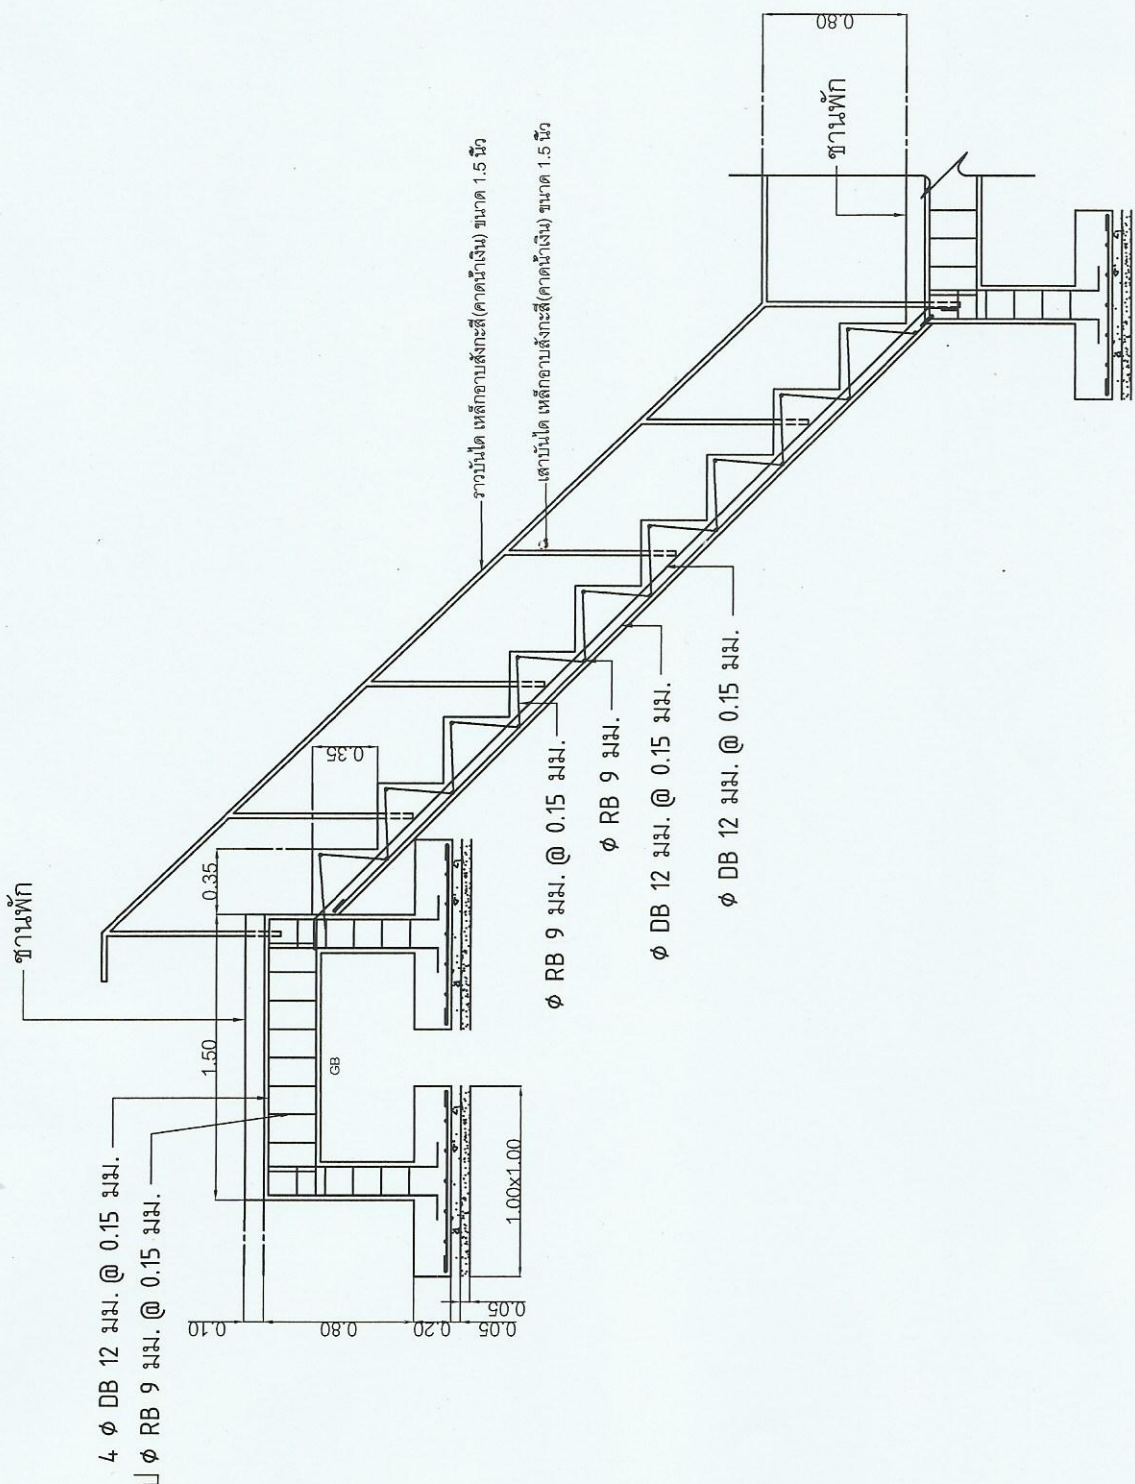 ชานพัก
4 ϕ DB 12 มม. @ 0.15 มม.
ϕ RB 9 มม. @ 0.15 มม.
1.50
0.35
0.35
GB
0.10
0.80
0.20
0.05
0.05
1.00x1.00
ราวบันได เหล็กอาบสังกะสี(คาดน้ำเงิน) ขนาด 1.5 นิ้ว
เสาบันได เหล็กอาบสังกะสี(คาดน้ำเงิน) ขนาด 1.5 นิ้ว
ϕ RB 9 มม. @ 0.15 มม.
ϕ RB 9 มม.
ϕ DB 12 มม. @ 0.15 มม.
ϕ DB 12 มม. @ 0.15 มม.
0.80
ชานพัก